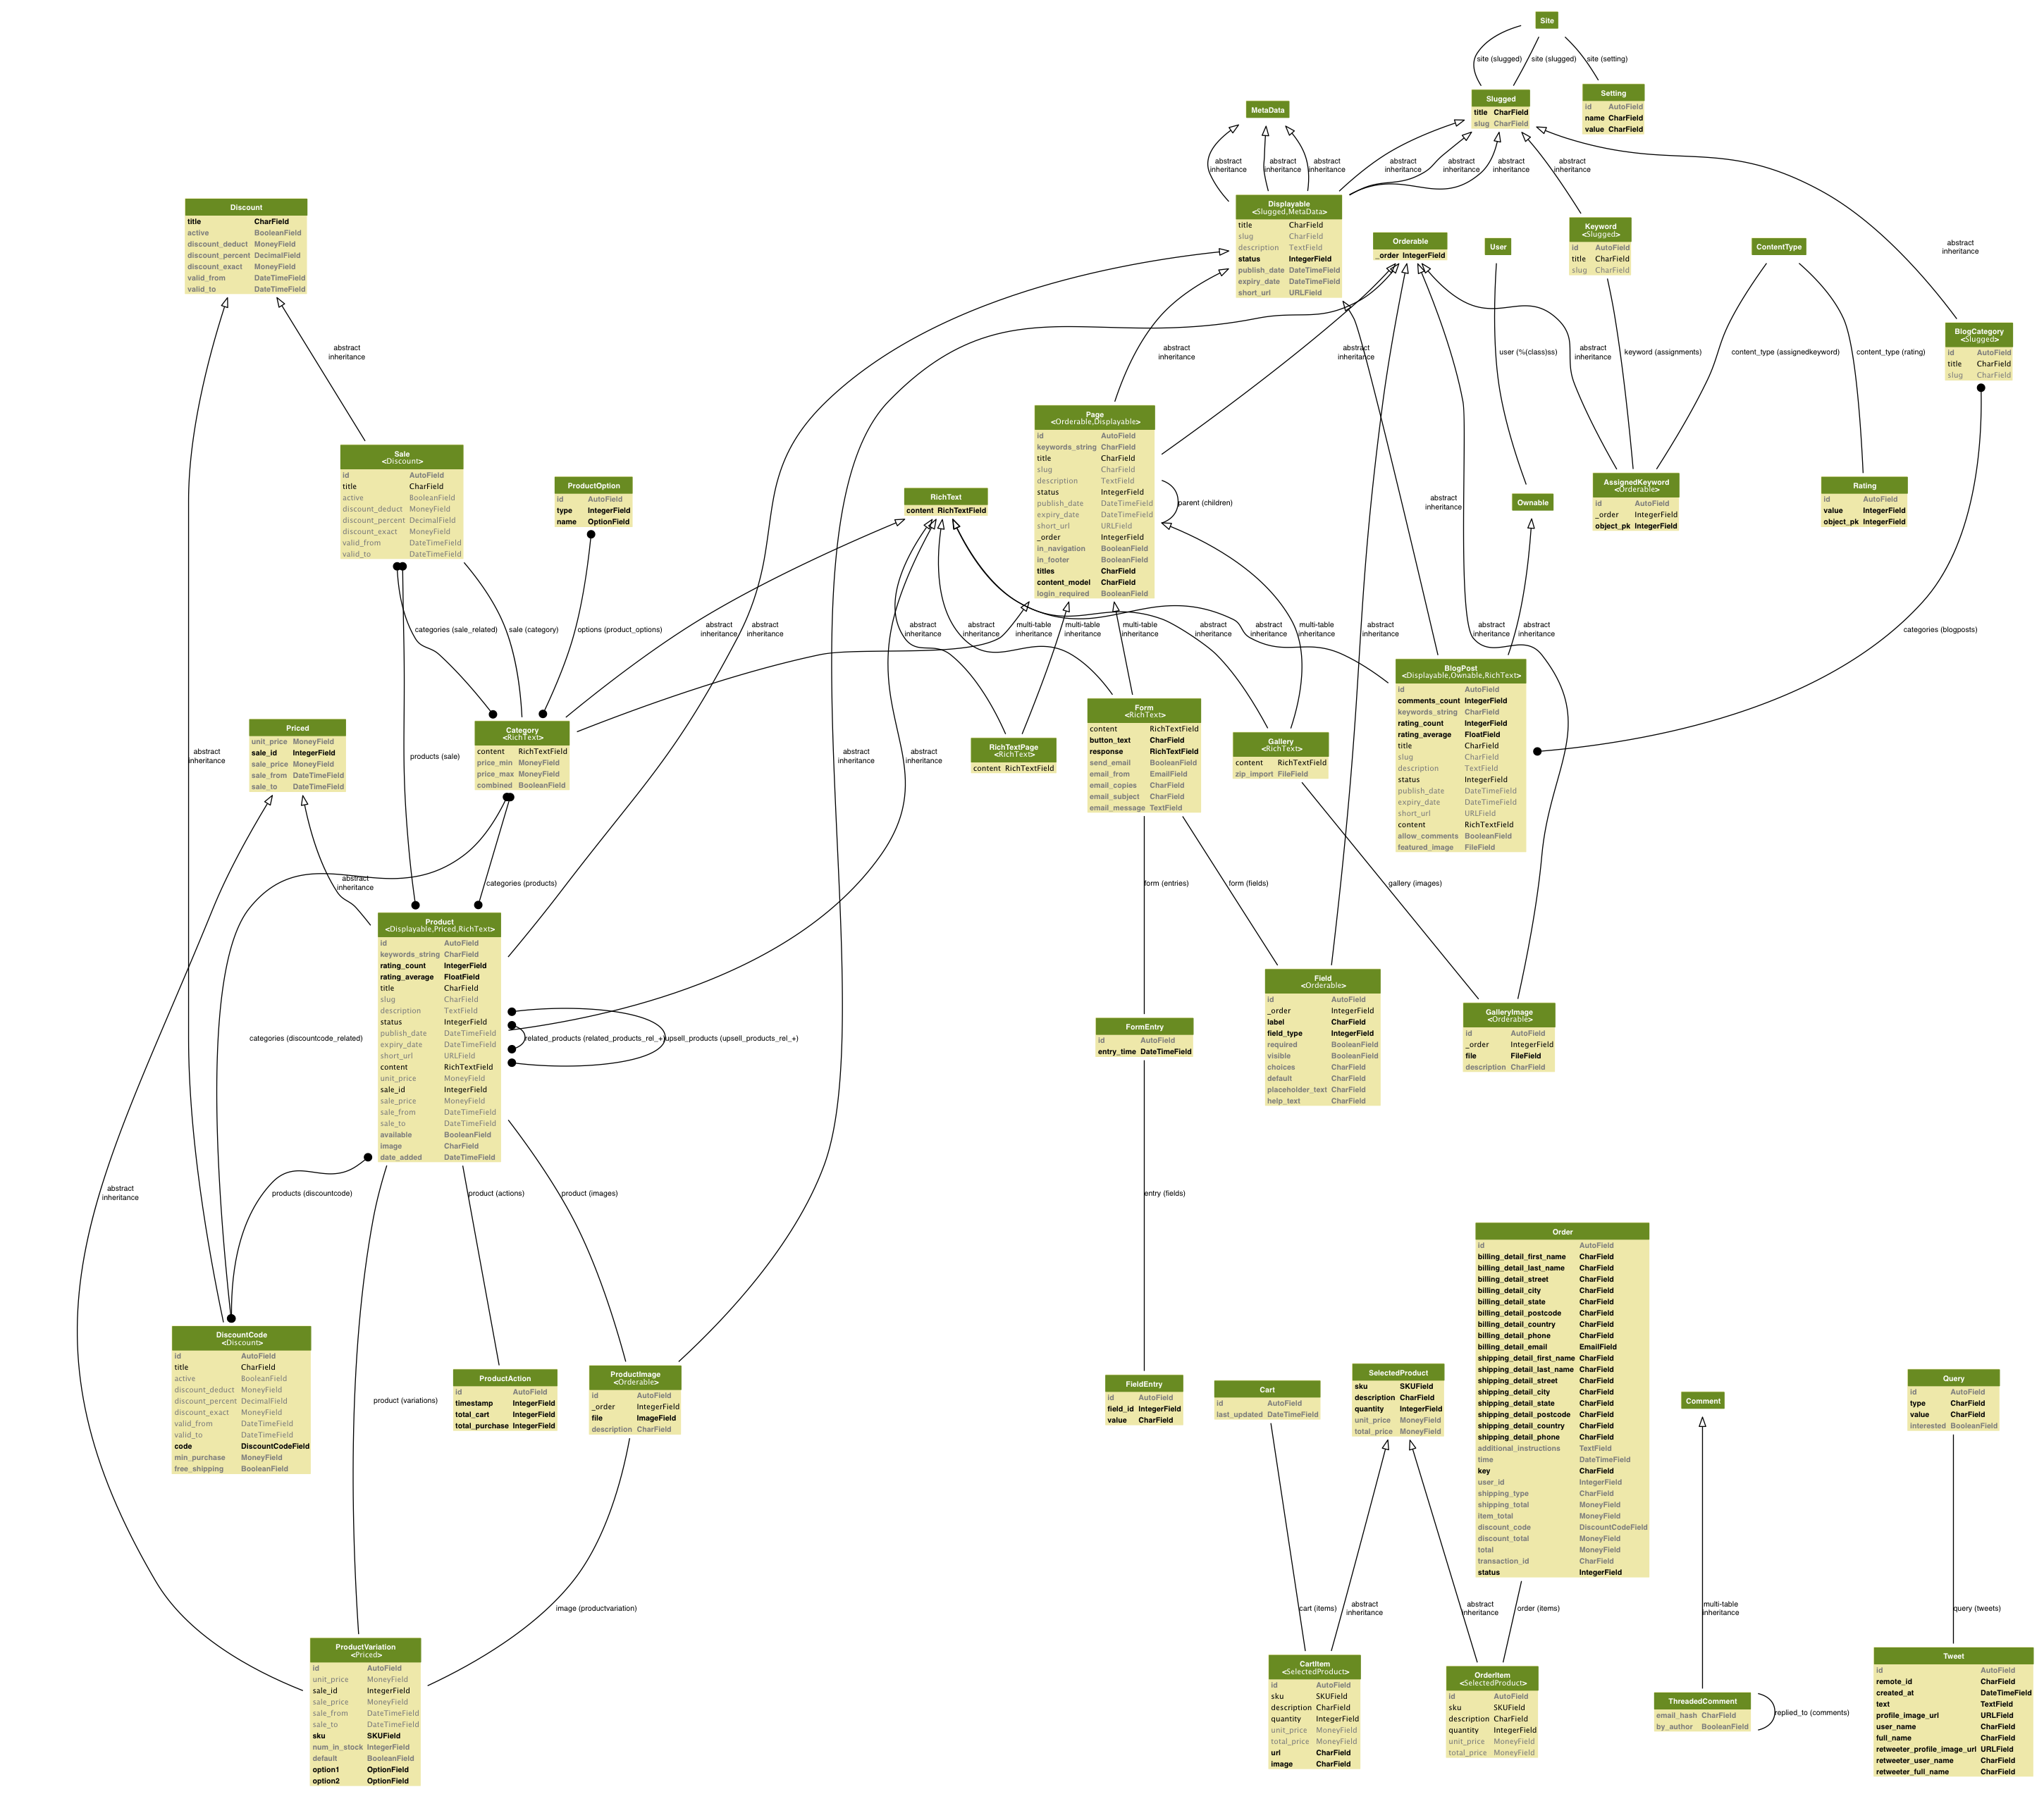 Site
site (slugged)
site (slugged)
site (setting)
Slugged
title CharField
slug CharField
Setting
id AutoField
name CharField
value CharField
MetaData
abstract
inheritance
abstract
inheritance
abstract
inheritance
abstract
inheritance
abstract
inheritance
abstract
inheritance
abstract
inheritance
abstract
inheritance
Discount
title CharField
active BooleanField
discount_deduct MoneyField
discount_percent DecimalField
discount_exact MoneyField
valid_from DateTimeField
valid_to DateTimeField
Displayable
<Slugged,MetaData>
title CharField
slug CharField
description TextField
status IntegerField
publish_date DateTimeField
expiry_date DateTimeField
short_url URLField
Orderable
_order IntegerField
User
Keyword
<Slugged>
id AutoField
title CharField
slug CharField
ContentType
BlogCategory
<Slugged>
id AutoField
title CharField
slug CharField
abstract
inheritance
abstract
inheritance
abstract
inheritance
user (%(class)ss)
abstract
inheritance
keyword (assignments)
content_type (assignedkeyword)
content_type (rating)
Page
<Orderable,Displayable>
id AutoField
keywords_string CharField
title CharField
slug CharField
description TextField
status IntegerField
publish_date DateTimeField
expiry_date DateTimeField
short_url URLField
_order IntegerField
in_navigation BooleanField
in_footer BooleanField
titles CharField
content_model CharField
login_required BooleanField
parent (children)
Sale
<Discount>
id AutoField
title CharField
active BooleanField
discount_deduct MoneyField
discount_percent DecimalField
discount_exact MoneyField
valid_from DateTimeField
valid_to DateTimeField
ProductOption
id AutoField
type IntegerField
name OptionField
RichText
content RichTextField
abstract
inheritance
Ownable
AssignedKeyword
<Orderable>
id AutoField
_order IntegerField
object_pk IntegerField
Rating
id AutoField
value IntegerField
object_pk IntegerField
categories (sale_related)
sale (category)
options (product_options)
abstract
inheritance
abstract
inheritance
abstract
inheritance
abstract
inheritance
multi-table
inheritance
multi-table
inheritance
multi-table
inheritance
abstract
inheritance
abstract
inheritance
multi-table
inheritance
abstract
inheritance
abstract
inheritance
abstract
inheritance
categories (blogposts)
BlogPost
<Displayable,Ownable,RichText>
id AutoField
comments_count IntegerField
keywords_string CharField
rating_count IntegerField
rating_average FloatField
title CharField
slug CharField
description TextField
status IntegerField
publish_date DateTimeField
expiry_date DateTimeField
short_url URLField
content RichTextField
allow_comments BooleanField
featured_image FileField
Priced
unit_price MoneyField
sale_id IntegerField
sale_price MoneyField
sale_from DateTimeField
sale_to DateTimeField
abstract
inheritance
products (sale)
Category
<RichText>
content RichTextField
price_min MoneyField
price_max MoneyField
combined BooleanField
abstract
inheritance
abstract
inheritance
RichTextPage
<RichText>
content RichTextField
Form
<RichText>
content RichTextField
button_text CharField
response RichTextField
send_email BooleanField
email_from EmailField
email_copies CharField
email_subject CharField
email_message TextField
Gallery
<RichText>
content RichTextField
zip_import FileField
abstract
inheritance
categories (products)
form (entries)
form (fields)
gallery (images)
Product
<Displayable,Priced,RichText>
id AutoField
keywords_string CharField
rating_count IntegerField
rating_average FloatField
title CharField
slug CharField
description TextField
status IntegerField
publish_date DateTimeField
expiry_date DateTimeField
short_url URLField
content RichTextField
unit_price MoneyField
sale_id IntegerField
sale_price MoneyField
sale_from DateTimeField
sale_to DateTimeField
available BooleanField
image CharField
date_added DateTimeField
categories (discountcode_related)
related_products (related_products_rel_+)
upsell_products (upsell_products_rel_+)
FormEntry
id AutoField
entry_time DateTimeField
Field
<Orderable>
id AutoField
_order IntegerField
label CharField
field_type IntegerField
required BooleanField
visible BooleanField
choices CharField
default CharField
placeholder_text CharField
help_text CharField
GalleryImage
<Orderable>
id AutoField
_order IntegerField
file FileField
description CharField
abstract
inheritance
products (discountcode)
product (actions)
product (images)
entry (fields)
Order
id AutoField
billing_detail_first_name CharField
billing_detail_last_name CharField
billing_detail_street CharField
billing_detail_city CharField
billing_detail_state CharField
billing_detail_postcode CharField
billing_detail_country CharField
billing_detail_phone CharField
billing_detail_email EmailField
shipping_detail_first_name CharField
shipping_detail_last_name CharField
shipping_detail_street CharField
shipping_detail_city CharField
shipping_detail_state CharField
shipping_detail_postcode CharField
shipping_detail_country CharField
shipping_detail_phone CharField
additional_instructions TextField
time DateTimeField
key CharField
user_id IntegerField
shipping_type CharField
shipping_total MoneyField
item_total MoneyField
discount_code DiscountCodeField
discount_total MoneyField
total MoneyField
transaction_id CharField
status IntegerField
DiscountCode
<Discount>
id AutoField
title CharField
active BooleanField
discount_deduct MoneyField
discount_percent DecimalField
discount_exact MoneyField
valid_from DateTimeField
valid_to DateTimeField
code DiscountCodeField
min_purchase MoneyField
free_shipping BooleanField
product (variations)
ProductAction
id AutoField
timestamp IntegerField
total_cart IntegerField
total_purchase IntegerField
ProductImage
<Orderable>
id AutoField
_order IntegerField
file ImageField
description CharField
FieldEntry
id AutoField
field_id IntegerField
value CharField
Cart
id AutoField
last_updated DateTimeField
SelectedProduct
sku SKUField
description CharField
quantity IntegerField
unit_price MoneyField
total_price MoneyField
Comment
Query
id AutoField
type CharField
value CharField
interested BooleanField
image (productvariation)
cart (items)
abstract
inheritance
abstract
inheritance
order (items)
multi-table
inheritance
query (tweets)
ProductVariation
<Priced>
id AutoField
unit_price MoneyField
sale_id IntegerField
sale_price MoneyField
sale_from DateTimeField
sale_to DateTimeField
sku SKUField
num_in_stock IntegerField
default BooleanField
option1 OptionField
option2 OptionField
CartItem
<SelectedProduct>
id AutoField
sku SKUField
description CharField
quantity IntegerField
unit_price MoneyField
total_price MoneyField
url CharField
image CharField
OrderItem
<SelectedProduct>
id AutoField
sku SKUField
description CharField
quantity IntegerField
unit_price MoneyField
total_price MoneyField
ThreadedComment
email_hash CharField
by_author BooleanField
replied_to (comments)
Tweet
id AutoField
remote_id CharField
created_at DateTimeField
text TextField
profile_image_url URLField
user_name CharField
full_name CharField
retweeter_profile_image_url URLField
retweeter_user_name CharField
retweeter_full_name CharField